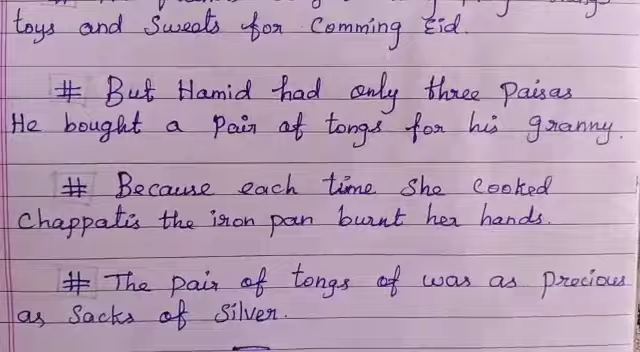 toys and Sweats for Comming Eid.
# But Hamid had only three Paisas
He bought a Pair of tongs for his granny.
# Because each time She Cooked
Chappatis the iron pan burnt her hands.
# The pair of tongs of was as Precious
as Sacks of Silver.